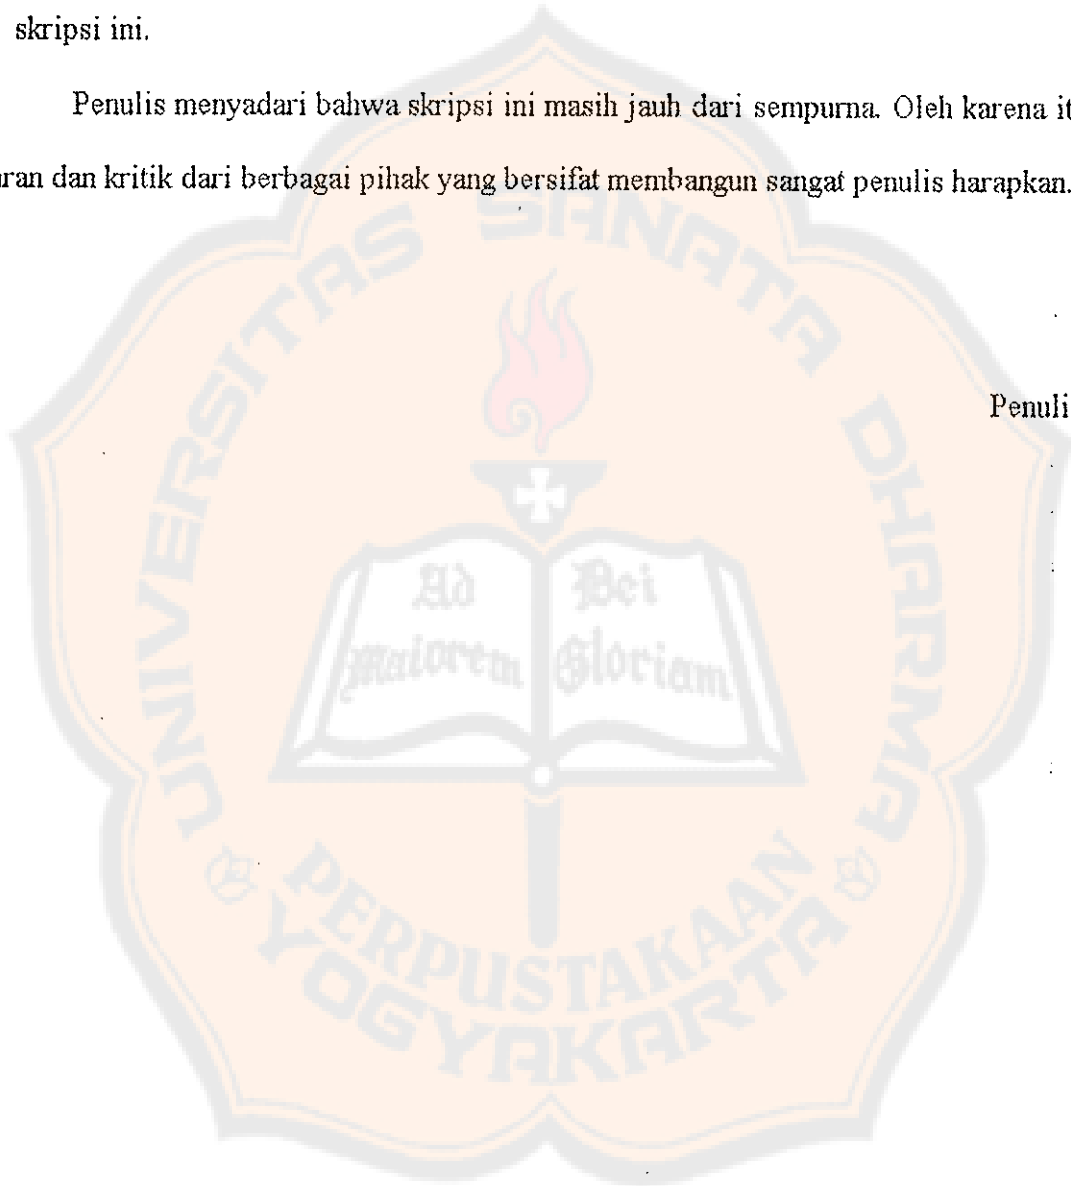 skripsi ini.
Penulis menyadari bahwa skripsi ini masih jauh dari sempurna. Oleh karena it
aran dan kritik dari berbagai pihak yang bersifat membangun sangat penulis harapkan.
UNIVERSITAS SANATA DHARMA
Penuli
Ad Dei
Maiorem Gloriam
PERPUSTAKAAN
YOGYAKARTA